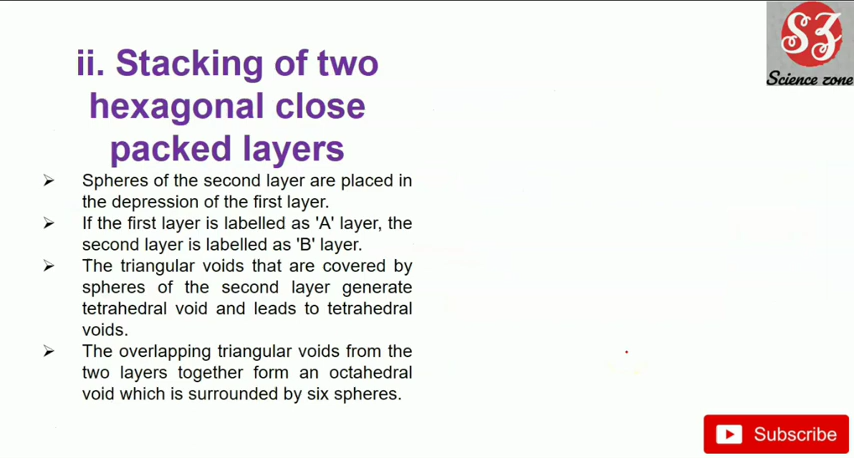 ii. Stacking of two
hexagonal close
packed layers
➢ Spheres of the second layer are placed in
the depression of the first layer.
➢ If the first layer is labelled as 'A' layer, the
second layer is labelled as 'B' layer.
➢ The triangular voids that are covered by
spheres of the second layer generate
tetrahedral void and leads to tetrahedral
voids.
➢ The overlapping triangular voids from the
two layers together form an octahedral
void which is surrounded by six spheres.
SZ
Science zone
Subscribe